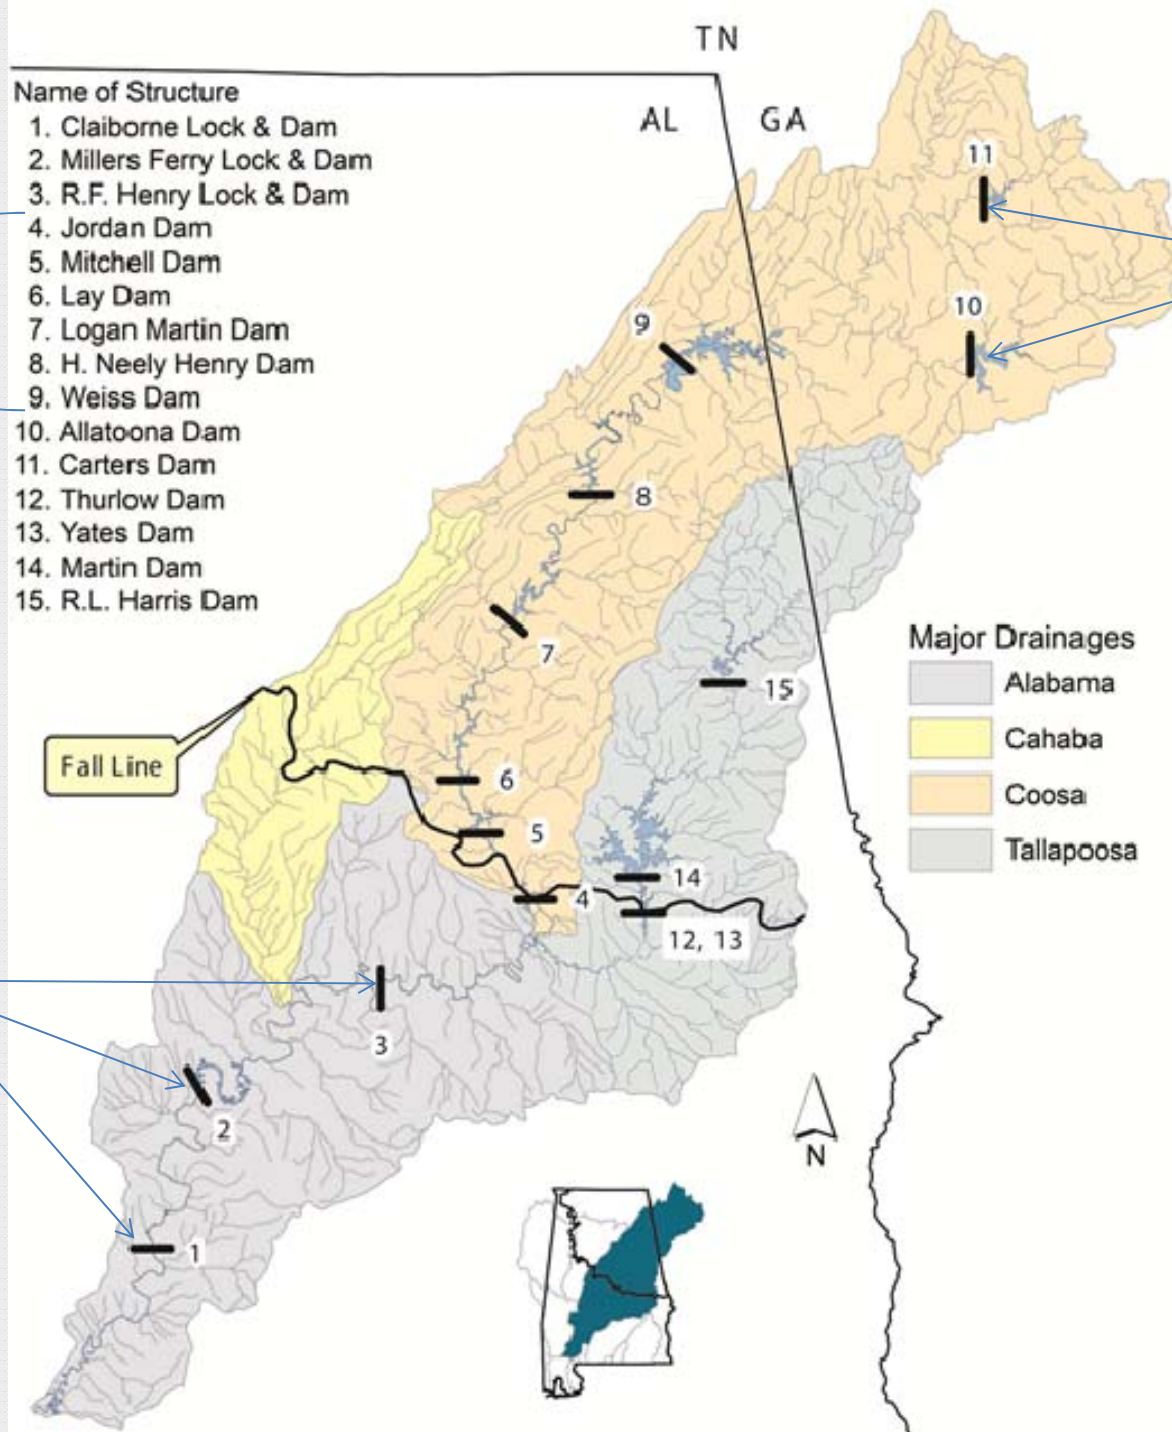 TN
AL
GA
Name of Structure
1. Claiborne Lock & Dam
2. Millers Ferry Lock & Dam
3. R.F. Henry Lock & Dam
4. Jordan Dam
5. Mitchell Dam
6. Lay Dam
7. Logan Martin Dam
8. H. Neely Henry Dam
9. Weiss Dam
10. Allatoona Dam
11. Carters Dam
12. Thurlow Dam
13. Yates Dam
14. Martin Dam
15. R.L. Harris Dam
11
10
9
8
7
15
Major Drainages
Alabama
Cahaba
Coosa
Tallapoosa
Fall Line
6
5
14
4
12, 13
3
2
N
1